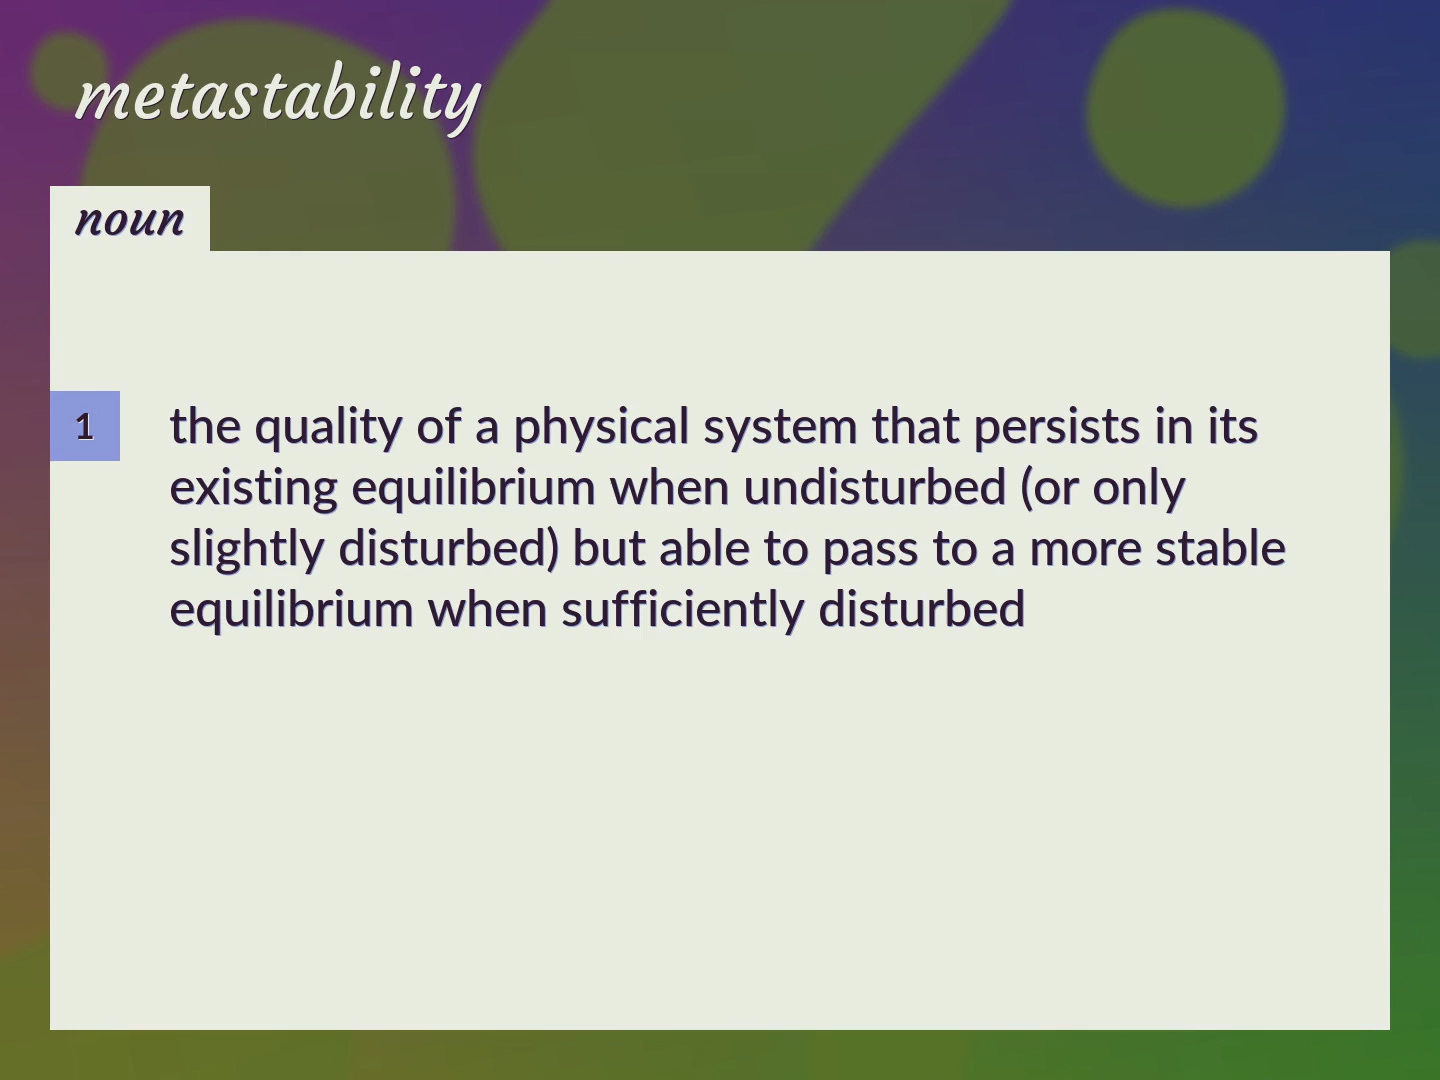 metastability
noun
1
the quality of a physical system that persists in its
existing equilibrium when undisturbed (or only
slightly disturbed) but able to pass to a more stable
equilibrium when sufficiently disturbed